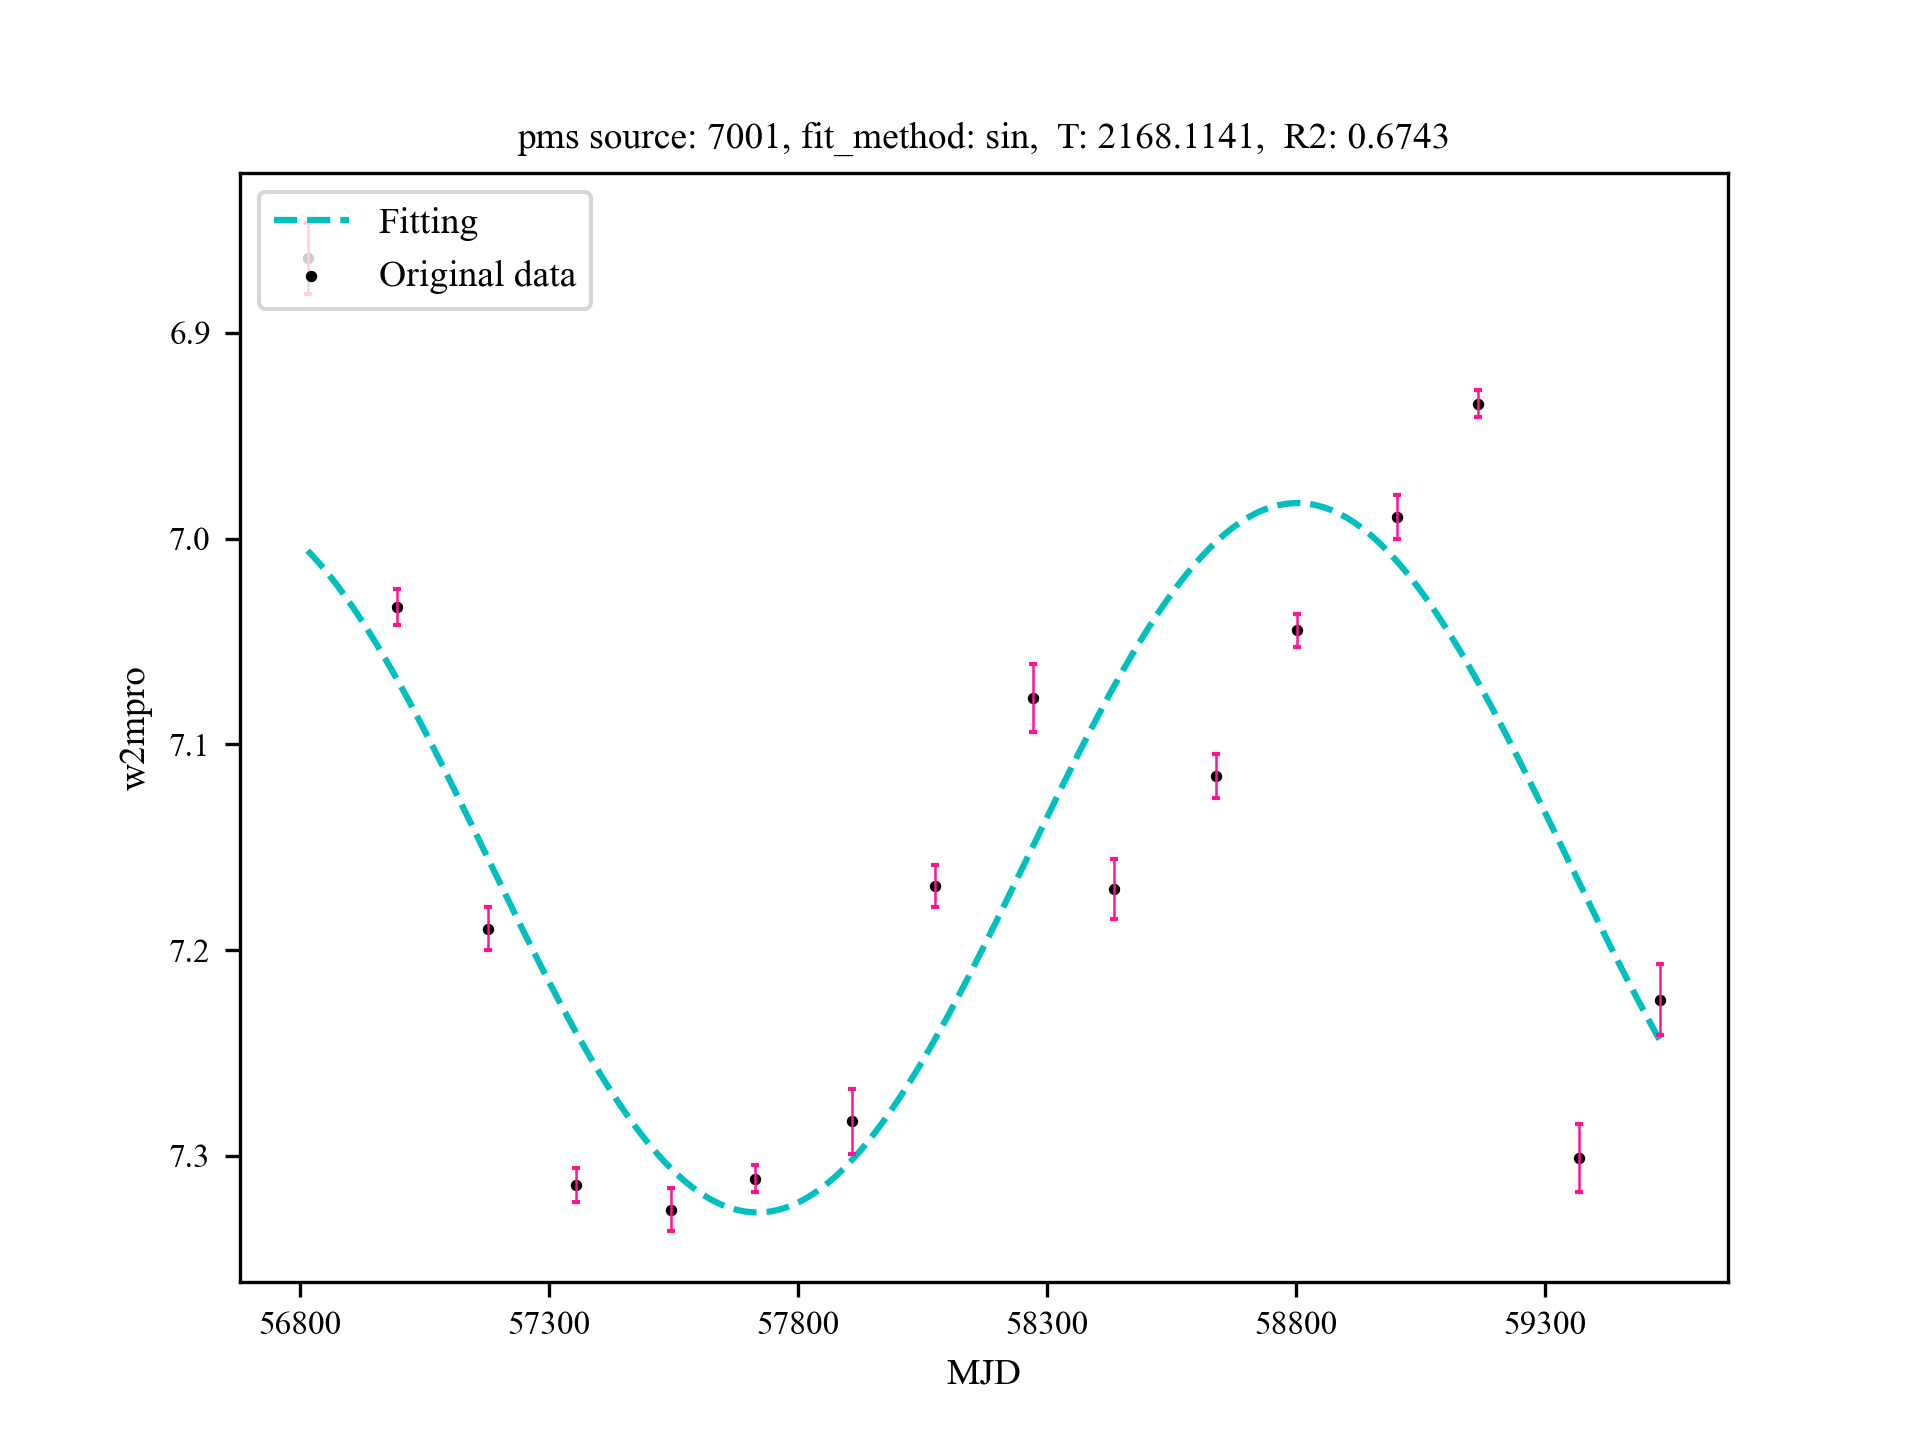 pms source: 7001, fit_method: sin,  T: 2168.1141,  R2: 0.6743
Fitting
Original data
6.9
7.0
7.1
7.2
7.3
w2mpro
56800
57300
57800
58300
58800
59300
MJD